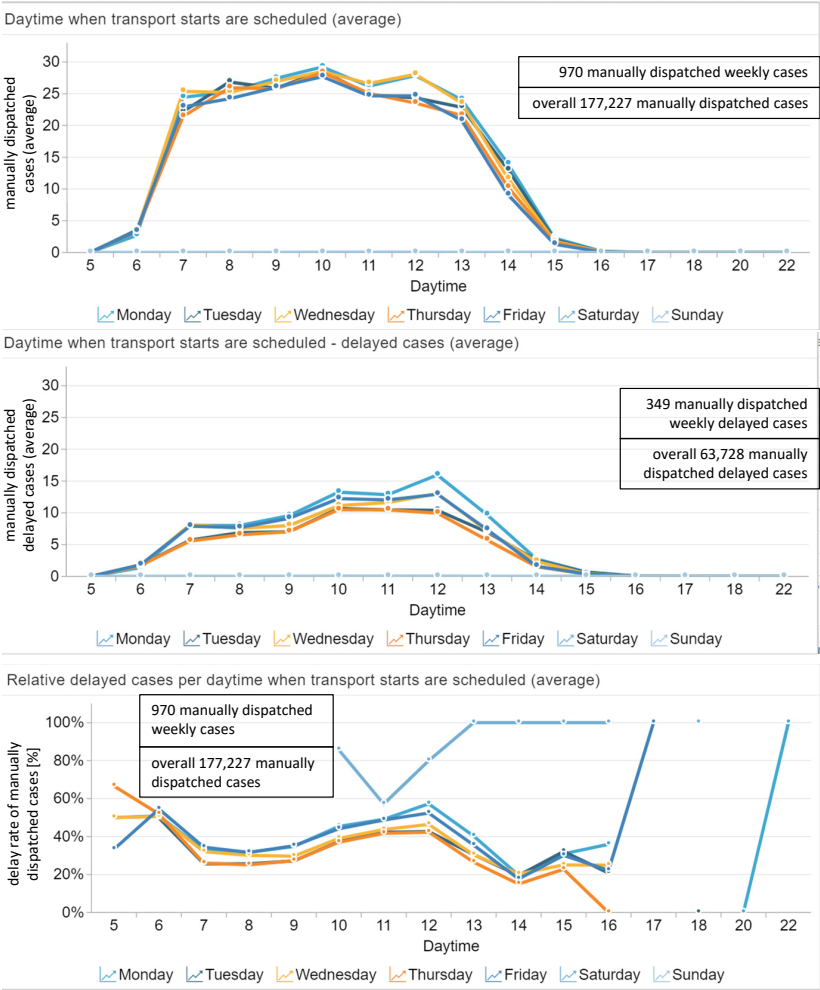 Daytime when transport starts are scheduled (average)
manually dispatched
cases (average)
30
25
20
15
10
5
0
970 manually dispatched weekly cases
overall 177,227 manually dispatched cases
5 6 7 8 9 10 11 12 13 14 15 16 17 18 20 22
Daytime
Monday Tuesday Wednesday Thursday Friday Saturday Sunday
Daytime when transport starts are scheduled - delayed cases (average)
manually dispatched
delayed cases (average)
30
25
20
15
10
5
0
349 manually dispatched
weekly delayed cases
overall 63,728 manually
dispatched delayed cases
5 6 7 8 9 10 11 12 13 14 15 16 17 18 22
Daytime
Monday Tuesday Wednesday Thursday Friday Saturday Sunday
Relative delayed cases per daytime when transport starts are scheduled (average)
delay rate of manually
dispatched cases [%]
100%
80%
60%
40%
20%
0%
970 manually dispatched
weekly cases
overall 177,227 manually
dispatched cases
5 6 7 8 9 10 11 12 13 14 15 16 17 18 20 22
Daytime
Monday Tuesday Wednesday Thursday Friday Saturday Sunday